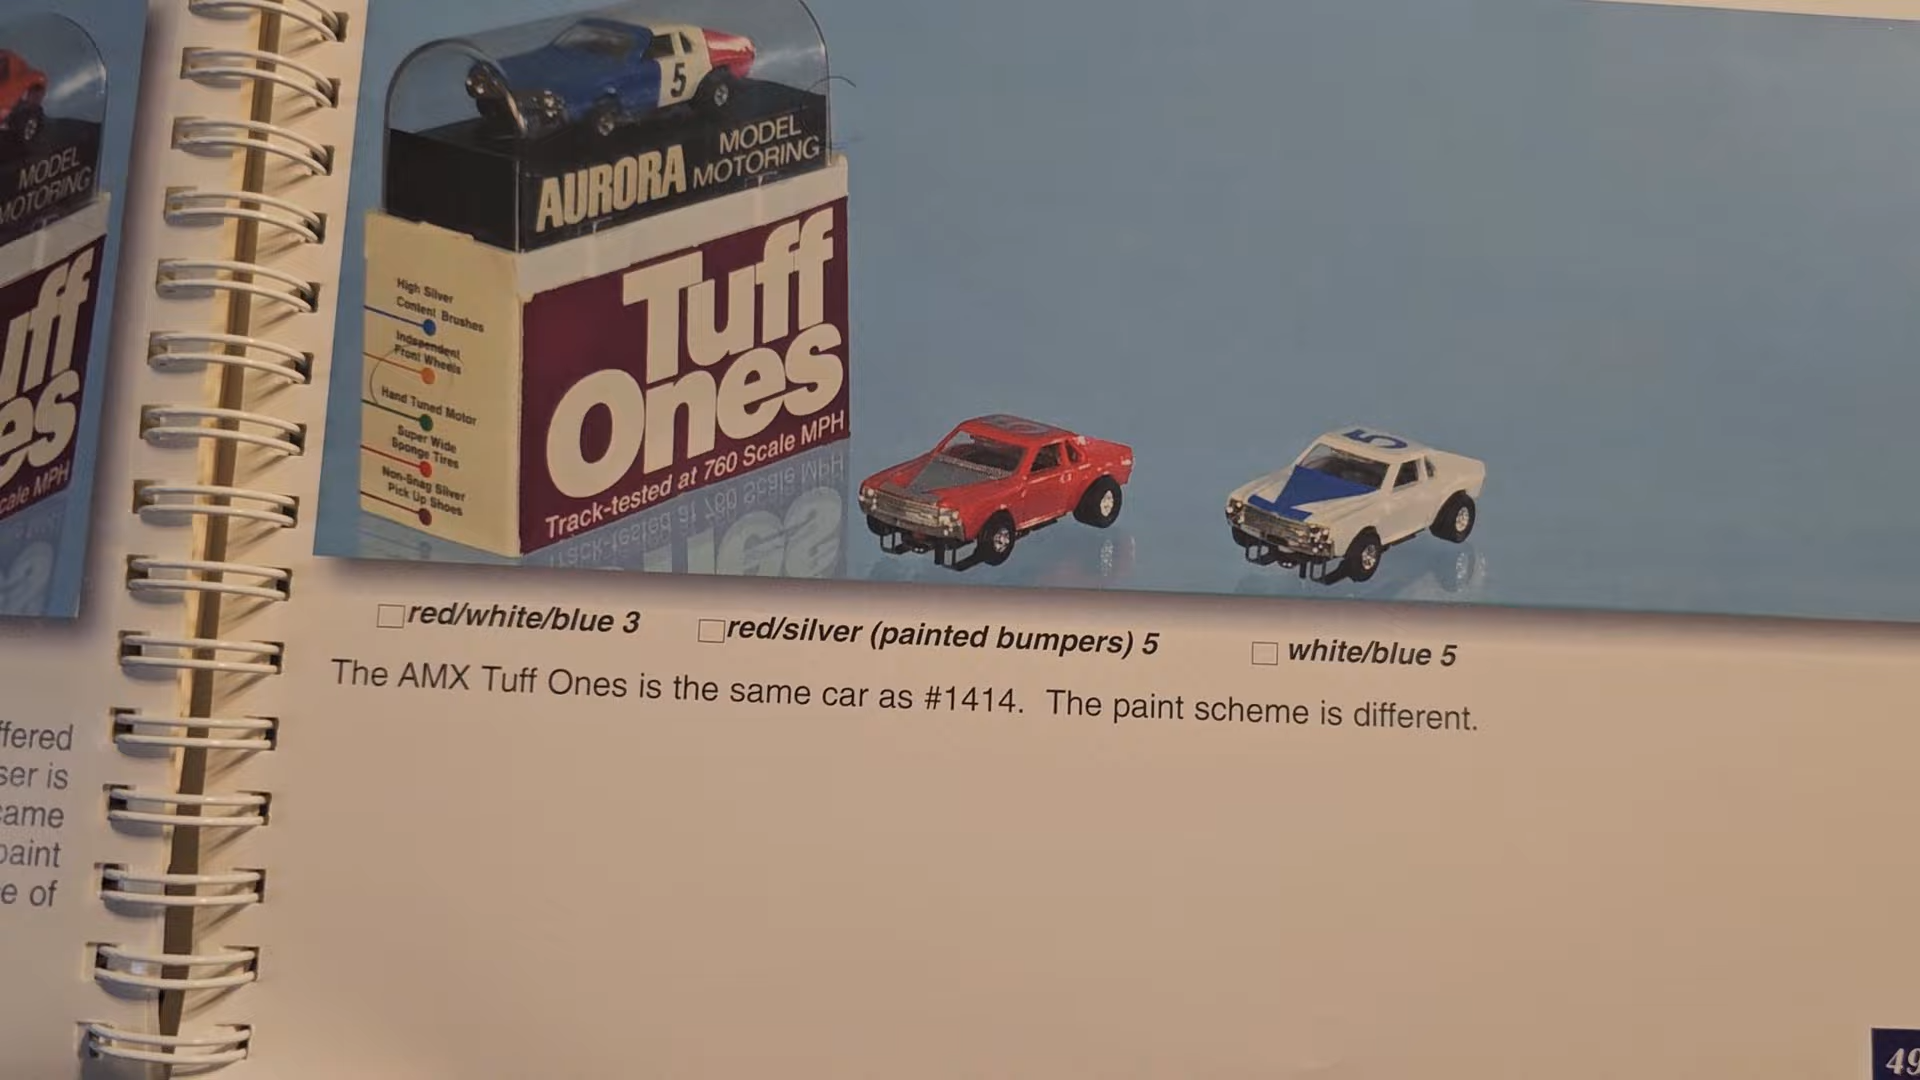 5
MODEL
MOTORING
AURORA
Tuff
Ones
Track-tested at 760 Scale MPH
High Silver
Content Brushes
Independent
Front Wheels
Hand Tuned Motor
Super Wide
Sponge Tires
Non-Snag Silver
Pick Up Shoes
5
red/white/blue 3
red/silver (painted bumpers) 5
white/blue 5
The AMX Tuff Ones is the same car as #1414. The paint scheme is different.
MODEL
MOTORING
uff
es
cale MPH
ffered
ser is
came
paint
e of
49